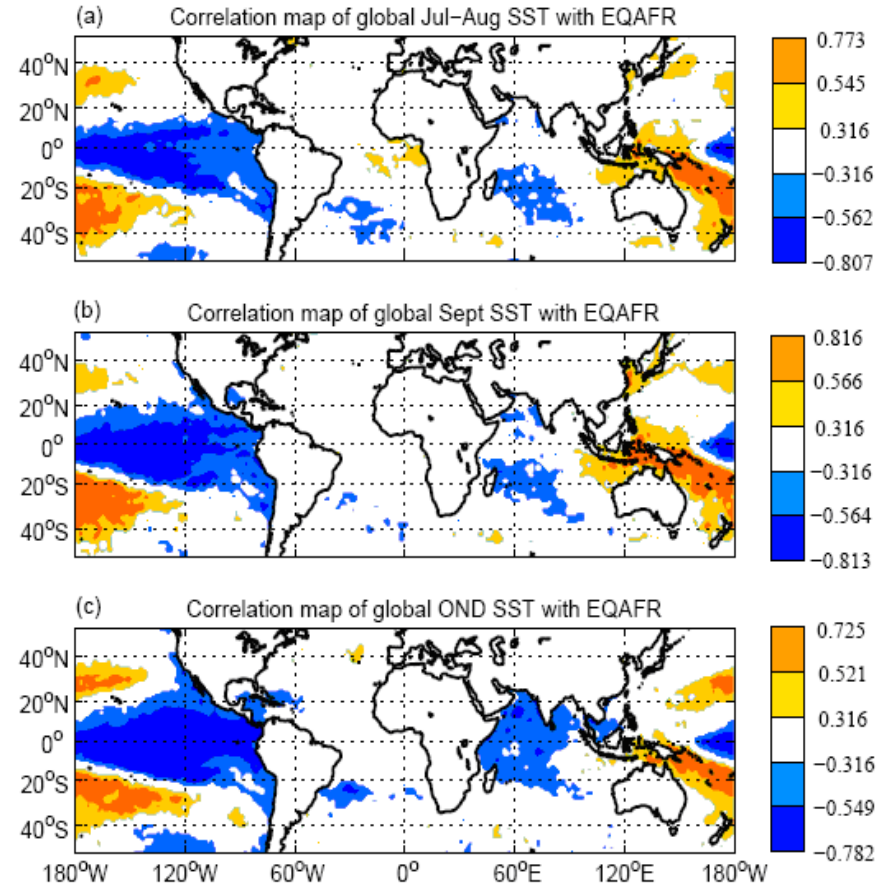 (a) Correlation map of global Jul−Aug SST with EQAFR
40°N
20°N
0°
20°S
40°S
0.773
0.545
0.316
−0.316
−0.562
−0.807
(b) Correlation map of global Sept SST with EQAFR
40°N
20°N
0°
20°S
40°S
0.816
0.566
0.316
−0.316
−0.564
−0.813
(c) Correlation map of global OND SST with EQAFR
40°N
20°N
0°
20°S
40°S
0.725
0.521
0.316
−0.316
−0.549
−0.782
180°W 120°W 60°W 0° 60°E 120°E 180°W